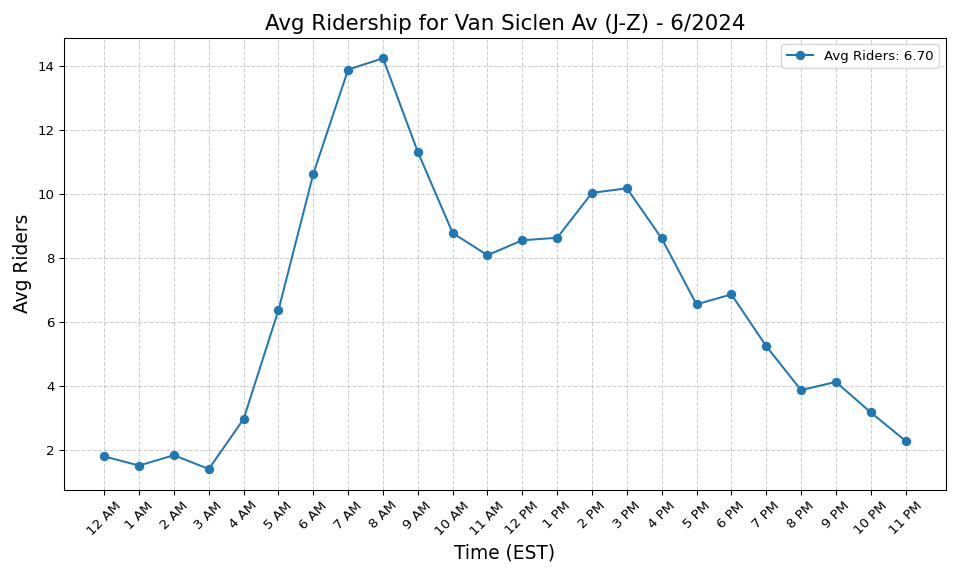 Avg Ridership for Van Siclen Av (J-Z) - 6/2024
Avg Riders: 6.70
Avg Riders
14
12
10
8
6
4
2
12 AM
1 AM
2 AM
3 AM
4 AM
5 AM
6 AM
7 AM
8 AM
9 AM
10 AM
11 AM
12 PM
1 PM
2 PM
3 PM
4 PM
5 PM
6 PM
7 PM
8 PM
9 PM
10 PM
11 PM
Time (EST)